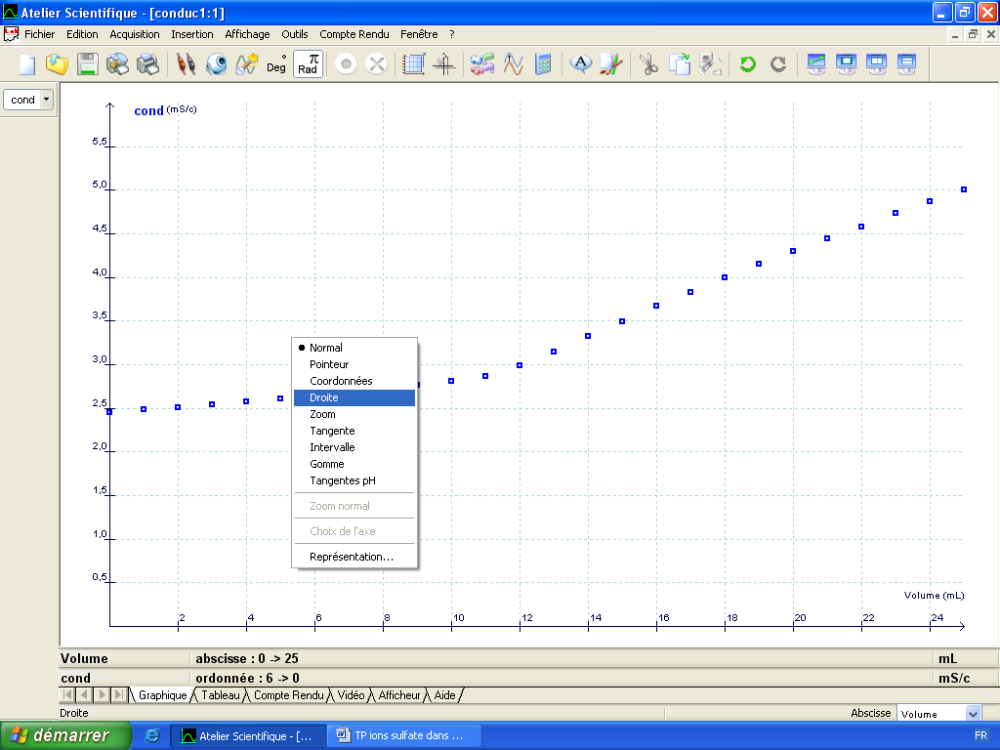 Atelier Scientifique - [conduc1:1]
Fichier Edition Acquisition Insertion Affichage Outils Compte Rendu Fenêtre ?
Deg π Rad A
cond
cond (mS/c)
5,5
5,0
4,5
4,0
3,5
3,0
2,5
2,0
1,5
1,0
0,5
Normal
Pointeur
Coordonnées
Droite
Zoom
Tangente
Intervalle
Gomme
Tangentes pH
Zoom normal
Choix de l'axe
Représentation...
Volume (mL)
2 4 6 8 10 12 14 16 18 20 22 24
Volume abscisse : 0 -> 25 mL
cond ordonnée : 6 -> 0 mS/c
Graphique Tableau Compte Rendu Vidéo Afficheur Aide
Droite Abscisse Volume
démarrer Atelier Scientifique - [... TP ions sulfate dans ... FR